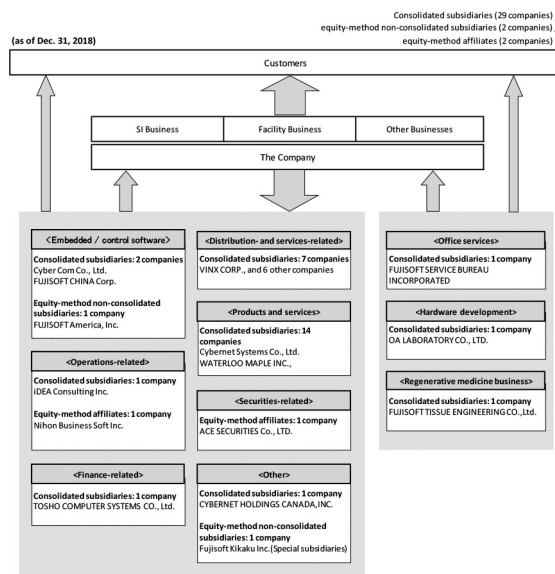 Consolidated subsidiaries (29 companies)
equity-method non-consolidated subsidiaries (2 companies)
(as of Dec. 31, 2018)
equity-method affiliates (2 companies)
Customers
SI Business
Facility Business
Other Businesses
The Company
<Embedded / control software>
Consolidated subsidiaries: 2 companies
Cyber Com Co., Ltd.
FUJISOFT CHINA Corp.
Equity-method non-consolidated
subsidiaries: 1 company
FUJISOFT America, Inc.
<Operations-related>
Consolidated subsidiaries: 1 company
iDEA Consulting Inc.
Equity-method affiliates: 1 company
Nihon Business Soft Inc.
<Finance-related>
Consolidated subsidiaries: 1 company
TOSHO COMPUTER SYSTEMS CO., Ltd.
<Distribution- and services-related>
Consolidated subsidiaries: 7 companies
VINX CORP., and 6 other companies
<Products and services>
Consolidated subsidiaries: 14
companies
Cybernet Systems Co., Ltd.
WATERLOO MAPLE INC.,
<Securities-related>
Equity-method affiliates: 1 company
ACE SECURITIES Co., LTD.
<Other>
Consolidated subsidiaries: 1 company
CYBERNET HOLDINGS CANADA,INC.
Equity-method non-consolidated
subsidiaries: 1 company
Fujisoft Kikaku Inc.(Special subsidiaries)
<Office services>
Consolidated subsidiaries: 1 company
FUJISOFT SERVICE BUREAU
INCORPORATED
<Hardware development>
Consolidated subsidiaries: 1 company
OA LABORATORY CO., LTD.
<Regenerative medicine business>
Consolidated subsidiaries: 1 company
FUJISOFT TISSUE ENGINEERING CO.,Ltd.